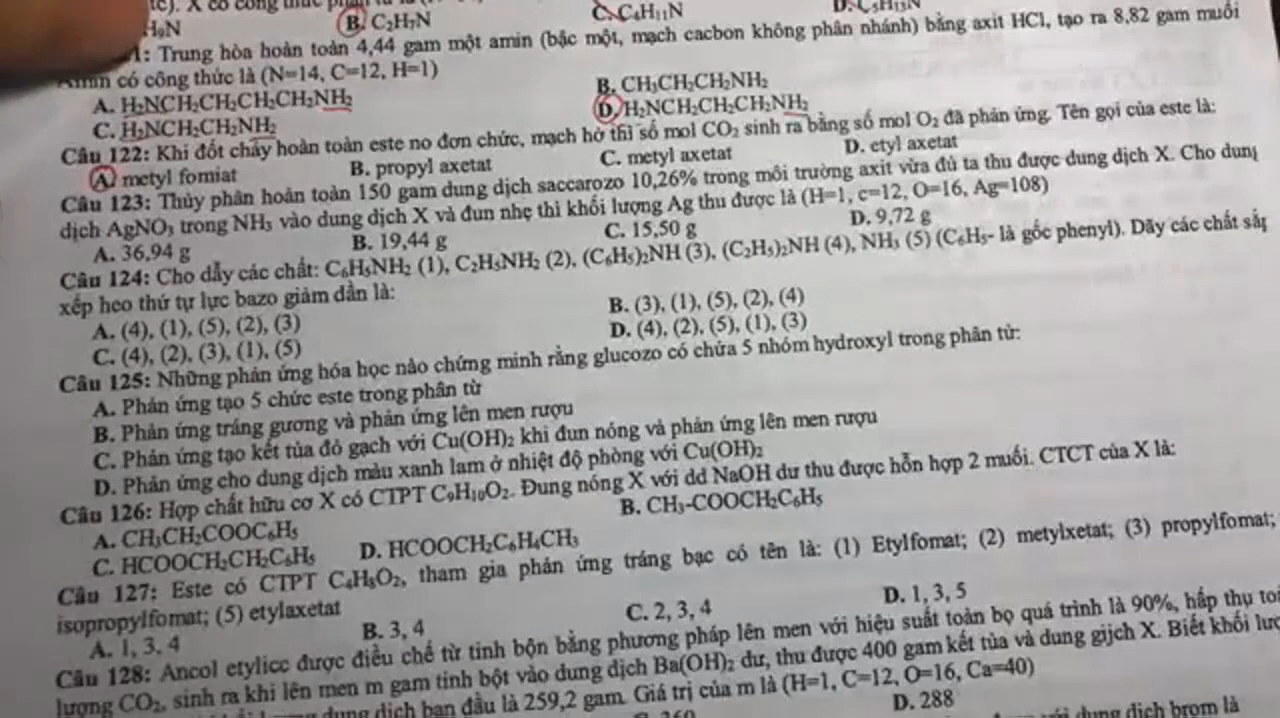 B. C₂H₇N
C. C₄H₁₁N
D. C₅H₁₃N
1: Trung hòa hoàn toàn 4,44 gam một amin (bậc một, mạch cacbon không phân nhánh) bằng axit HCl, tạo ra 8,82 gam muối
Amin có công thức là (N=14, C=12, H=1)
A. H₂NCH₂CH₂CH₂CH₂NH₂
B. CH₃CH₂CH₂NH₂
C. H₂NCH₂CH₂NH₂
D. H₂NCH₂CH₂CH₂NH₂
Câu 122: Khi đốt cháy hoàn toàn este no đơn chức, mạch hở thì số mol CO₂ sinh ra bằng số mol O₂ đã phản ứng. Tên gọi của este là:
A. metyl fomiat B. propyl axetat C. metyl axetat D. etyl axetat
Câu 123: Thủy phân hoàn toàn 150 gam dung dịch saccarozo 10,26% trong môi trường axit vừa đủ ta thu được dung dịch X. Cho dung
dịch AgNO₃ trong NH₃ vào dung dịch X và đun nhẹ thì khối lượng Ag thu được là (H=1, c=12, O=16, Ag=108)
A. 36,94 g B. 19,44 g C. 15,50 g D. 9,72 g
Câu 124: Cho dẫy các chất: C₆H₅NH₂ (1), C₂H₅NH₂ (2), (C₆H₅)₂NH (3), (C₂H₅)₂NH (4), NH₃ (5) (C₆H₅- là gốc phenyl). Dãy các chất sắp
xếp heo thứ tự lực bazo giảm dần là:
A. (4), (1), (5), (2), (3)
B. (3), (1), (5), (2), (4)
C. (4), (2), (3), (1), (5)
D. (4), (2), (5), (1), (3)
Câu 125: Những phản ứng hóa học nào chứng minh rằng glucozo có chứa 5 nhóm hydroxyl trong phân tử:
A. Phản ứng tạo 5 chức este trong phân tử
B. Phản ứng tráng gương và phản ứng lên men rượu
C. Phản ứng tạo kết tủa đỏ gạch với Cu(OH)₂ khi đun nóng và phản ứng lên men rượu
D. Phản ứng cho dung dịch màu xanh lam ở nhiệt độ phòng với Cu(OH)₂
Câu 126: Hợp chất hữu cơ X có CTPT C₉H₁₀O₂. Đung nóng X với dd NaOH dư thu được hỗn hợp 2 muối. CTCT của X là:
A. CH₃CH₂COOC₆H₅
B. CH₃-COOCH₂C₆H₅
C. HCOOCH₂CH₂C₆H₅
D. HCOOCH₂C₆H₄CH₃
Câu 127: Este có CTPT C₄H₈O₂, tham gia phản ứng tráng bạc có tên là: (1) Etylfomat; (2) metylxetat; (3) propylfomat;
isopropylfomat; (5) etylaxetat
A. 1, 3. 4 B. 3, 4 C. 2, 3, 4 D. 1, 3, 5
Câu 128: Ancol etylicc được điều chế từ tinh bộn bằng phương pháp lên men với hiệu suất toàn bọ quá trình là 90%, hấp thụ toà
lượng CO₂, sinh ra khi lên men m gam tinh bột vào dung dịch Ba(OH)₂ dư, thu được 400 gam kết tủa và dung gijch X. Biết khối lượ
dung dịch ban đầu là 259,2 gam. Giá trị của m là (H=1, C=12, O=16, Ca=40)
D. 288
dung dịch brom là